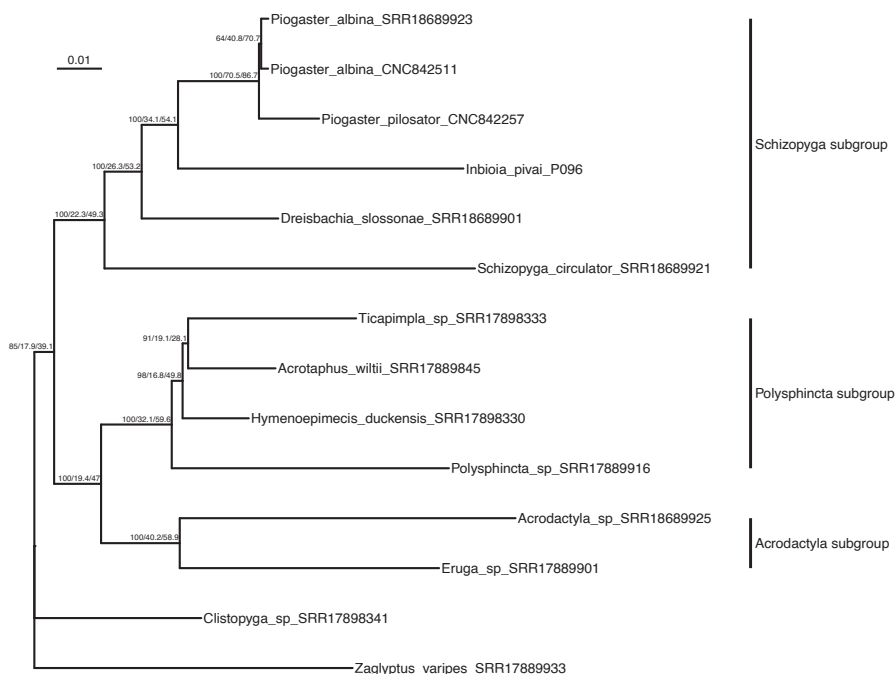 Piogaster_albina_SRR18689923
64/40.8/70.7
0.01
Piogaster_albina_CNC842511
100/70.5/86.7
Piogaster_pilosator_CNC842257
100/34.1/54.1
Schizopyga subgroup
100/26.3/53.2
Inbioia_pivai_P096
100/22.3/49.3
Dreisbachia_slossonae_SRR18689901
Schizopyga_circulator_SRR18689921
Ticapimpla_sp_SRR17898333
91/19.1/28.1
85/17.9/39.1
Acrotaphus_wiltii_SRR17889845
98/16.8/49.8
Polysphincta subgroup
Hymenoepimecis_duckensis_SRR17898330
100/32.1/59.6
Polysphincta_sp_SRR17889916
100/19.4/47
Acrodactyla_sp_SRR18689925
100/40.2/58.9
Acrodactyla subgroup
Eruga_sp_SRR17889901
Clistopyga_sp_SRR17898341
Zaglyptus_varipes_SRR17889933